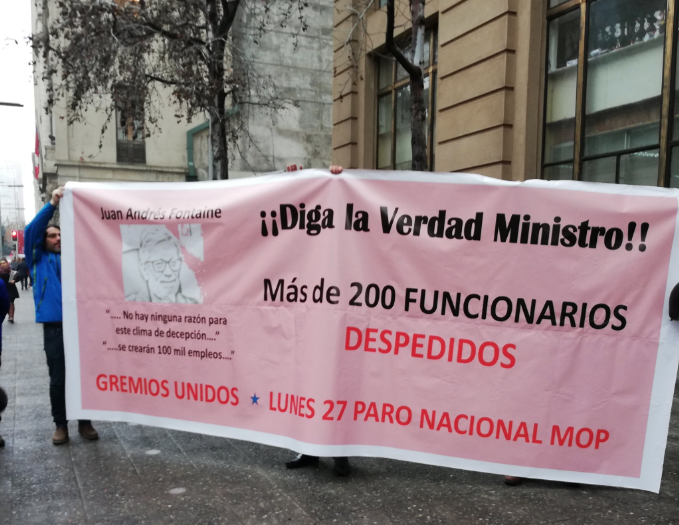 Juan Andrés Fontaine
¡¡Diga la Verdad Ministro!!
Más de 200 FUNCIONARIOS
DESPEDIDOS
“..... No hay ninguna razón para
este clima de decepción....”
“.....se crearán 100 mil empleos....”
GREMIOS UNIDOS ★ LUNES 27 PARO NACIONAL MOP